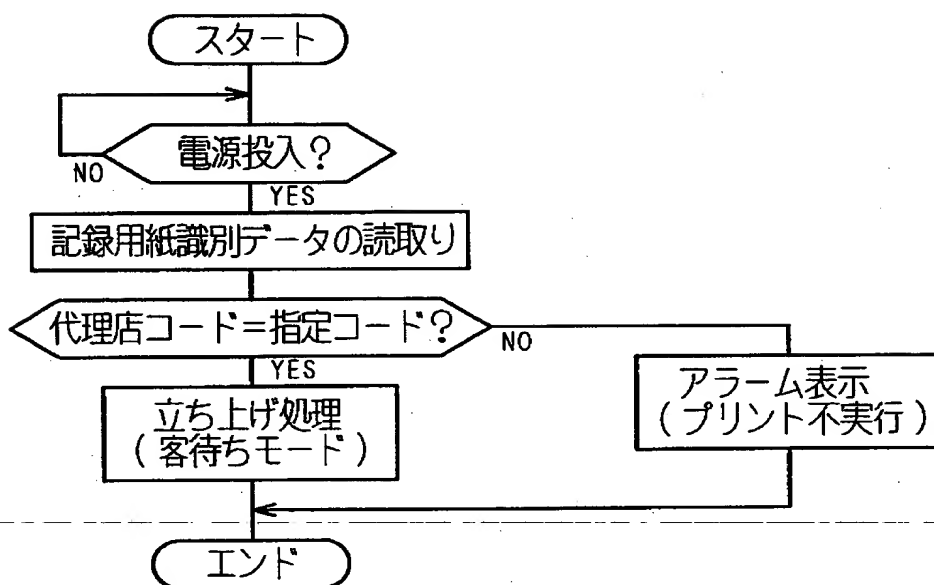 スタート
電源投入?
NO
YES
記録用紙識別データの読取り
代理店コード=指定コード?
NO
YES
アラーム表示
(プリント不実行)
立ち上げ処理
(客待ちモード)
エンド